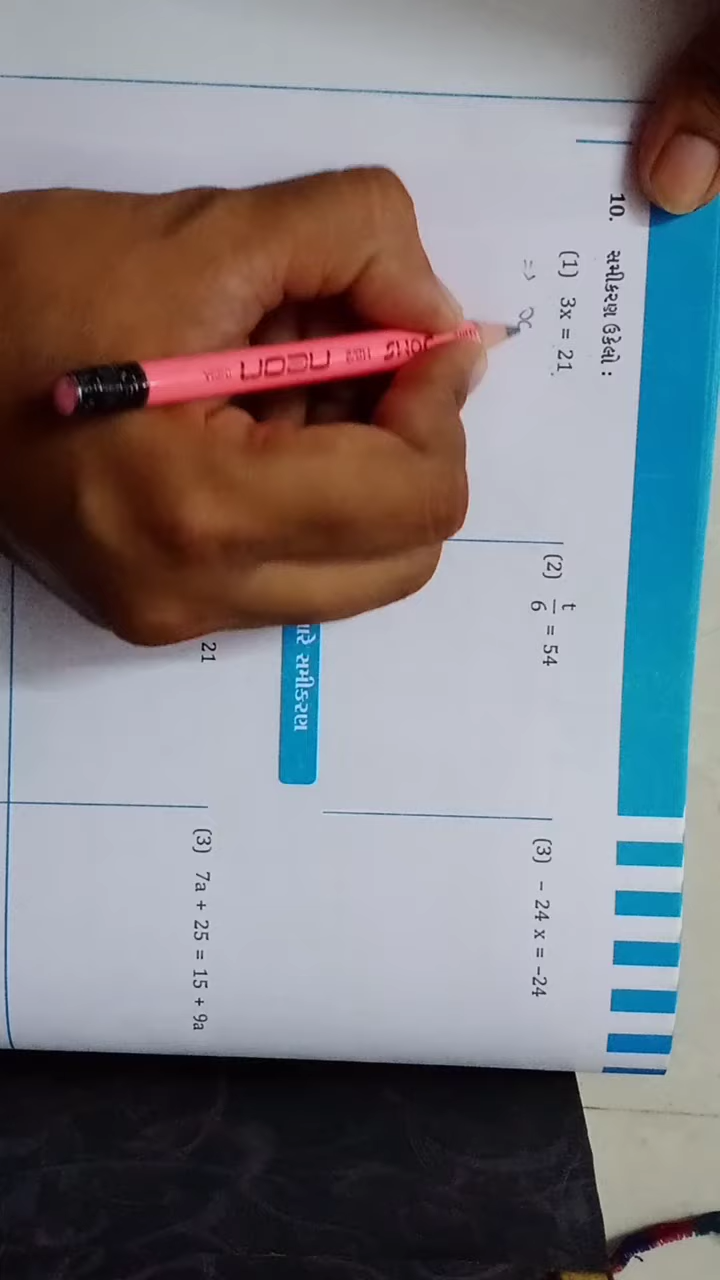 10. સમીકરણ ઉકેલો :
(1) 3x = 21 (2) t/6 = 54 (3) – 24 x = –24
=> x
સમીકરણ
21 (3) 7a + 25 = 15 + 9a
DOMS neon